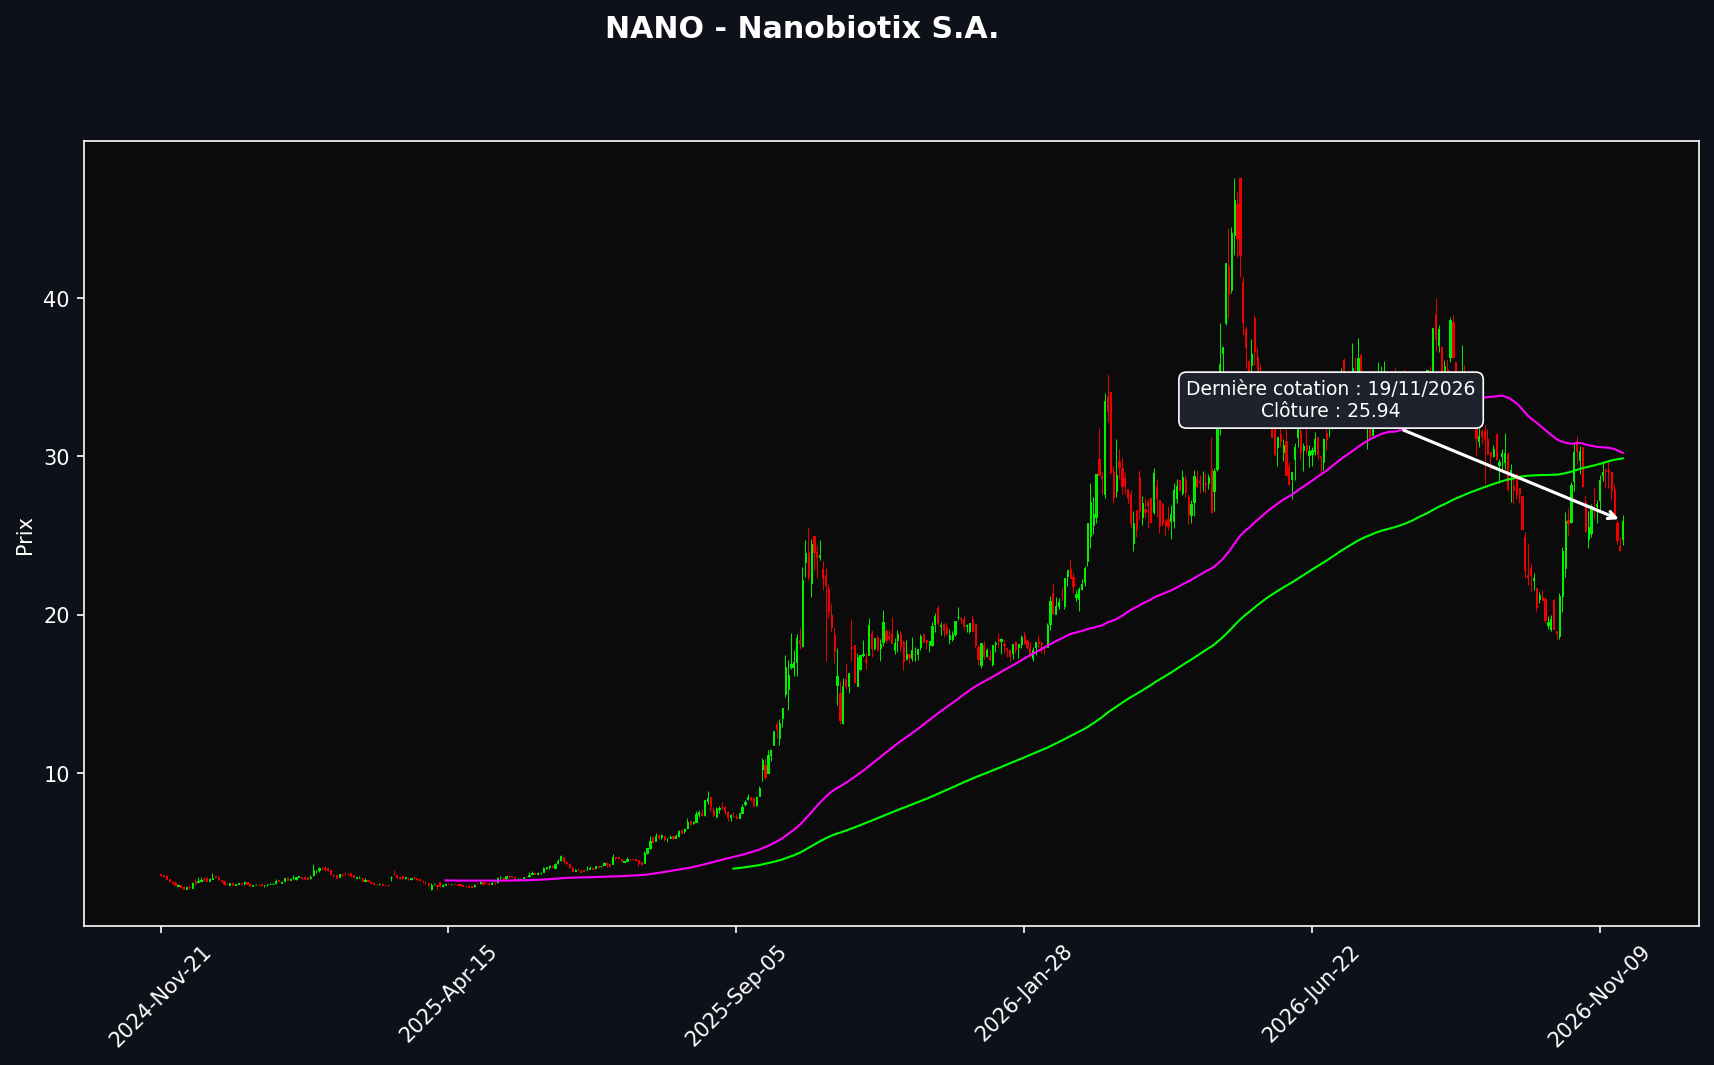 NANO - Nanobiotix S.A.
Prix
40
30
20
10
Dernière cotation : 19/11/2026
Clôture : 25.94
2024-Nov-21
2025-Apr-15
2025-Sep-05
2026-Jan-28
2026-Jun-22
2026-Nov-09